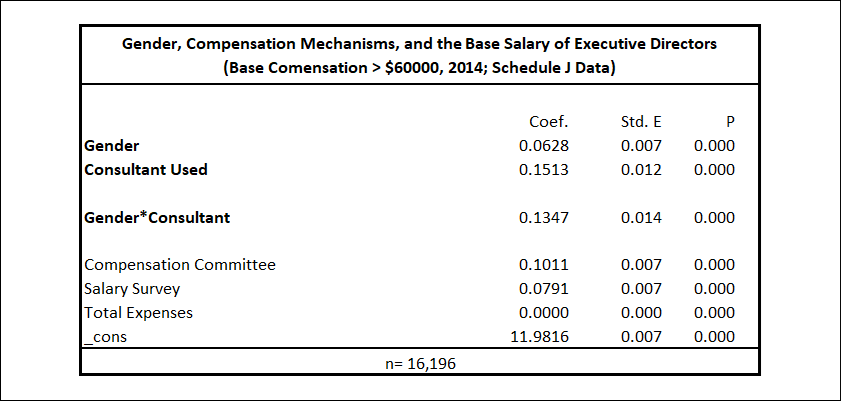 Gender, Compensation Mechanisms, and the Base Salary of Executive Directors
(Base Comensation > $60000, 2014; Schedule J Data)
Coef. Std. E P
Gender 0.0628 0.007 0.000
Consultant Used 0.1513 0.012 0.000
Gender*Consultant 0.1347 0.014 0.000
Compensation Committee 0.1011 0.007 0.000
Salary Survey 0.0791 0.007 0.000
Total Expenses 0.0000 0.000 0.000
_cons 11.9816 0.007 0.000
n= 16,196